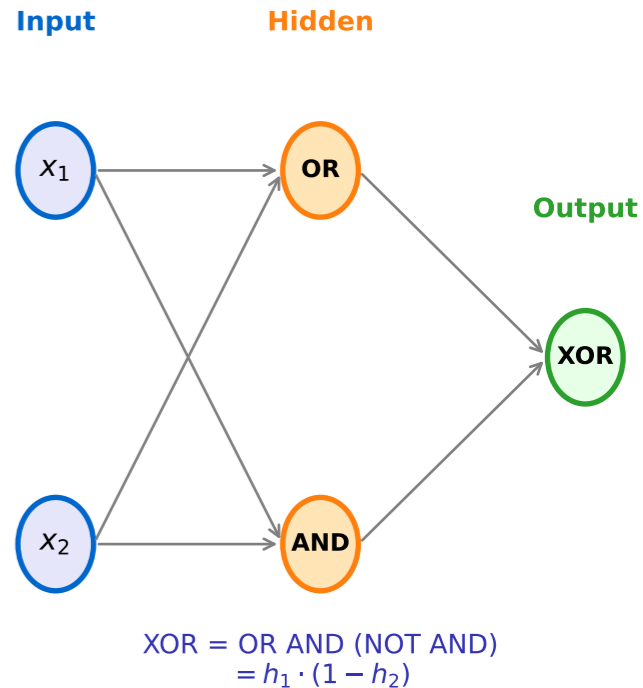 Input
Hidden
x₁
OR
Output
XOR
x₂
AND
XOR = OR AND (NOT AND)
= h₁ · (1 − h₂)